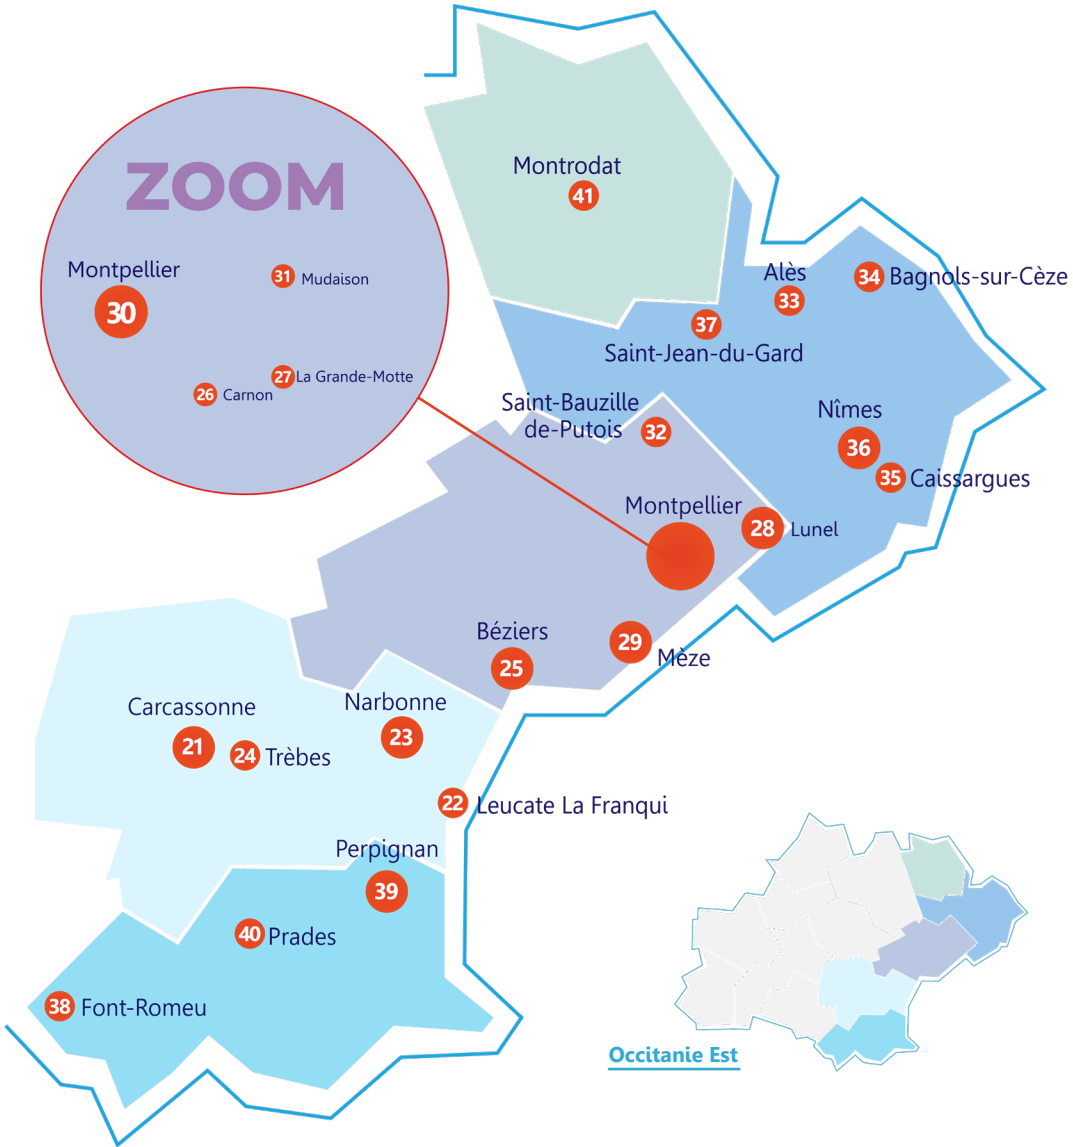 Montrodat
41
ZOOM
Montpellier
30
31 Mudaison
27 La Grande-Motte
26 Carnon
Alès
33
34 Bagnols-sur-Cèze
37
Saint-Jean-du-Gard
Saint-Bauzille
de-Putois 32
Nîmes
36
35 Caissargues
Montpellier
28 Lunel
Béziers
25
29
Mèze
Carcassonne
21
24 Trèbes
Narbonne
23
22 Leucate La Franqui
Perpignan
39
40 Prades
38 Font-Romeu
Occitanie Est